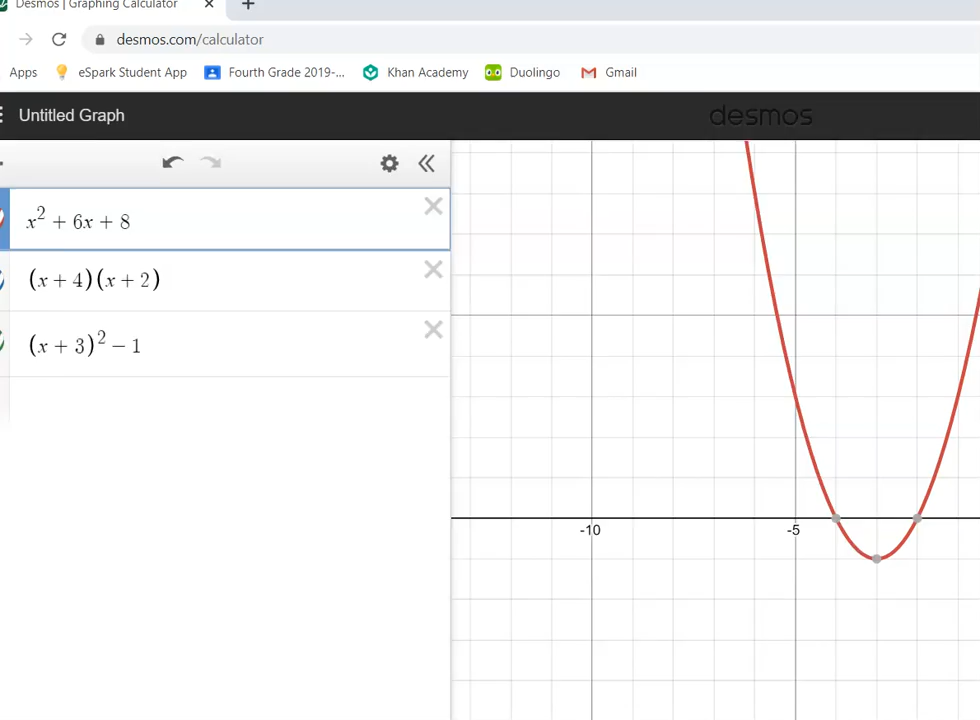 Desmos | Graphing Calculator
desmos.com/calculator
Apps eSpark Student App Fourth Grade 2019-... Khan Academy Duolingo Gmail
Untitled Graph desmos
x² + 6x + 8
(x + 4)(x + 2)
(x + 3)² − 1
-10 -5